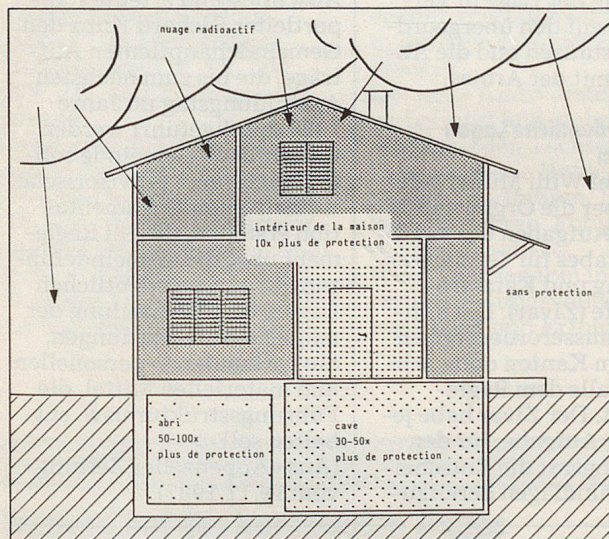 nuage radioactif
intérieur de la maison
10x plus de protection
sans protection
abri
50-100x
plus de protection
cave
30-50x
plus de protection